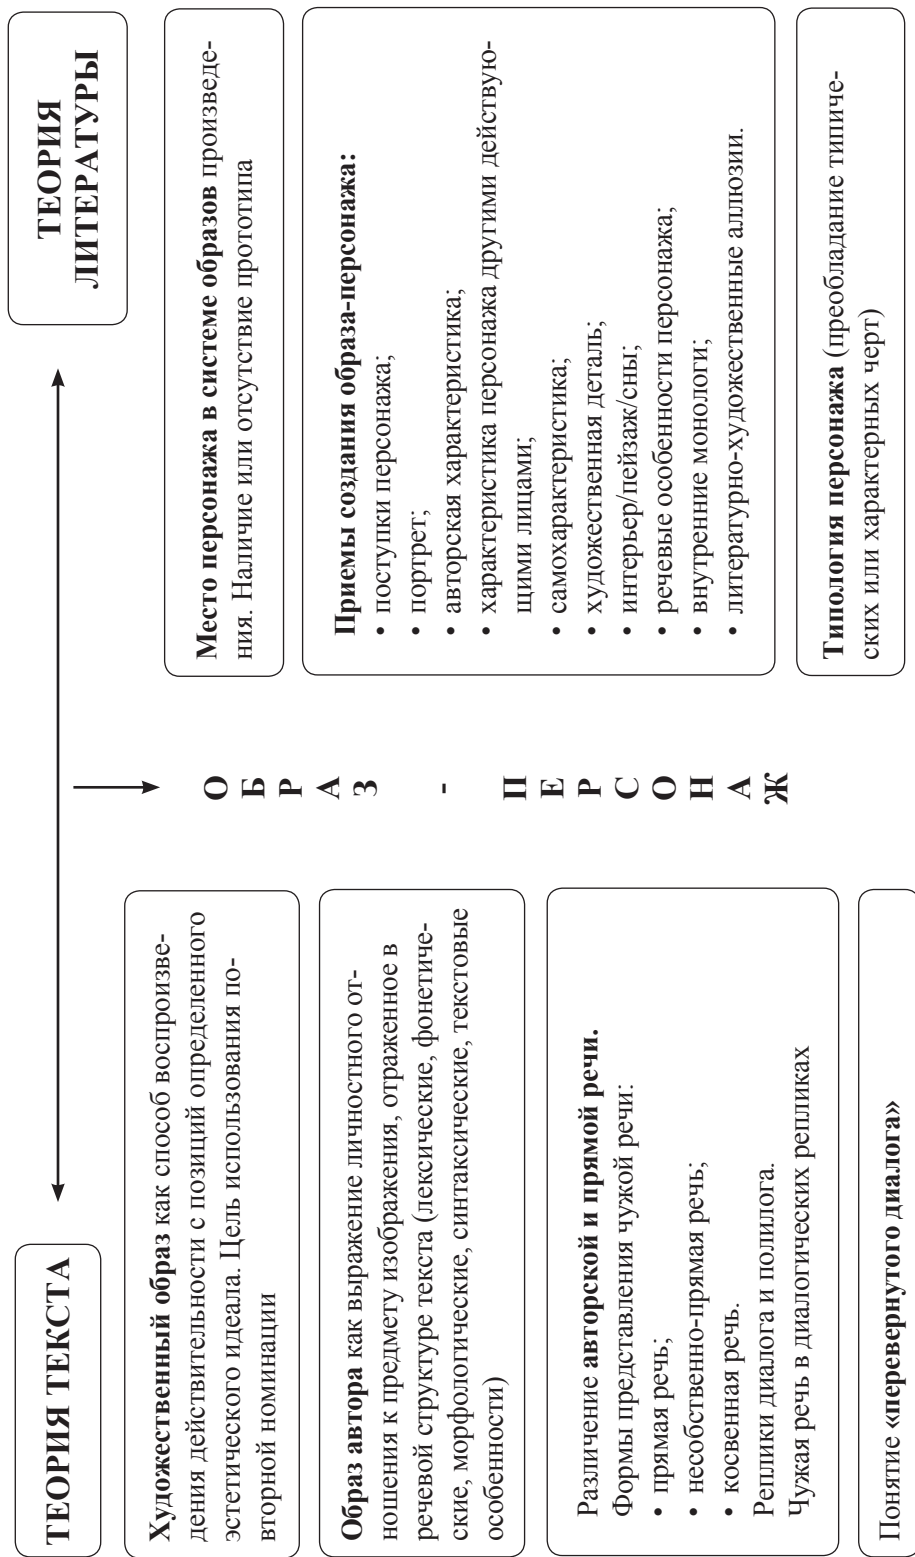 ТЕОРИЯ ТЕКСТА
Художественный образ как способ воспроизве-
дения действительности с позиций определенного
эстетического идеала. Цель использования по-
вторной номинации
Образ автора как выражение личностного от-
ношения к предмету изображения, отраженное в
речевой структуре текста (лексические, фонетиче-
ские, морфологические, синтаксические, текстовые
особенности)
Различение авторской и прямой речи.
Формы представления чужой речи:
• прямая речь;
• несобственно-прямая речь;
• косвенная речь.
Реплики диалога и полилога.
Чужая речь в диалогических репликах
Понятие «перевернутого диалога»
О
Б
Р
А
З
-
П
Е
Р
С
О
Н
А
Ж
ТЕОРИЯ
ЛИТЕРАТУРЫ
Место персонажа в системе образов произведе-
ния. Наличие или отсутствие прототипа
Приемы создания образа-персонажа:
• поступки персонажа;
• портрет;
• авторская характеристика;
• характеристика персонажа другими действую-
щими лицами;
• самохарактеристика;
• художественная деталь;
• интерьер/пейзаж/сны;
• речевые особенности персонажа;
• внутренние монологи;
• литературно-художественные аллюзии.
Типология персонажа (преобладание типиче-
ских или характерных черт)